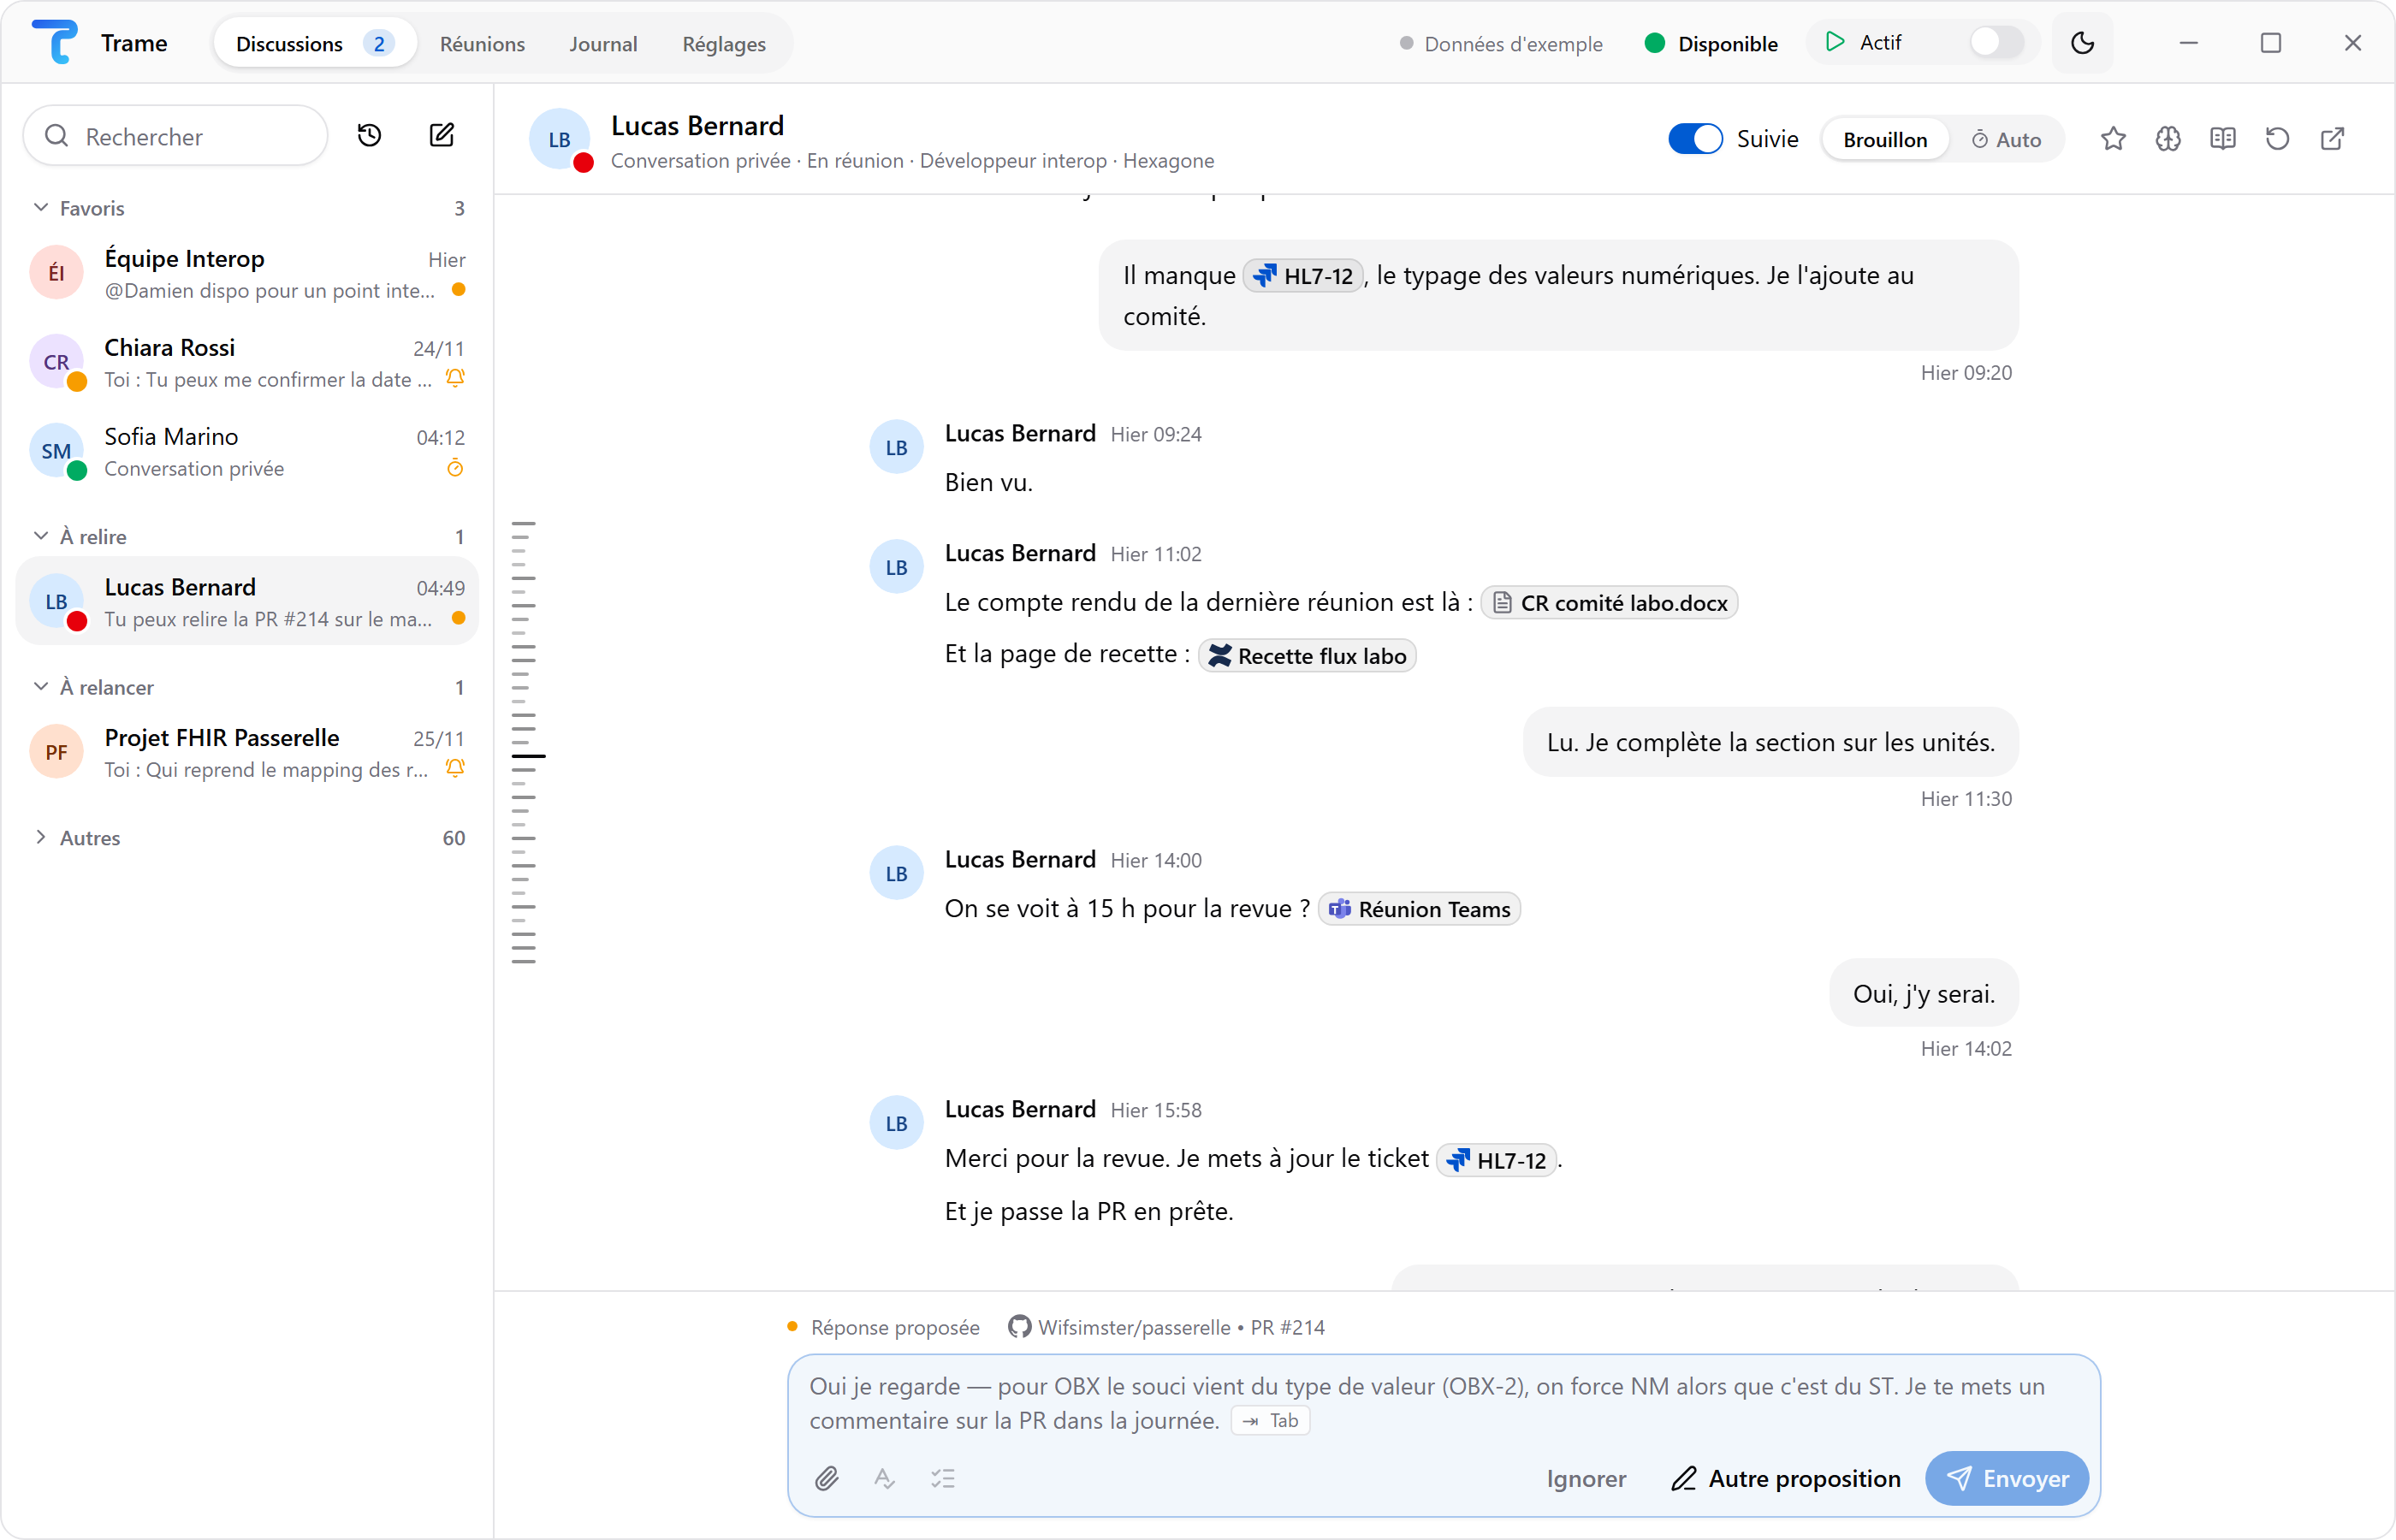 Trame
Discussions 2
Réunions
Journal
Réglages
Données d'exemple
Disponible
Actif
Rechercher
Favoris 3
ÉI
Équipe Interop Hier
@Damien dispo pour un point inte...
CR
Chiara Rossi 24/11
Toi : Tu peux me confirmer la date ...
SM
Sofia Marino 04:12
Conversation privée
À relire 1
LB
Lucas Bernard 04:49
Tu peux relire la PR #214 sur le ma...
À relancer 1
PF
Projet FHIR Passerelle 25/11
Toi : Qui reprend le mapping des r...
Autres 60
LB
Lucas Bernard
Conversation privée · En réunion · Développeur interop · Hexagone
Suivie
Brouillon
Auto
Il manque HL7-12, le typage des valeurs numériques. Je l'ajoute au
comité.
Hier 09:20
LB
Lucas Bernard Hier 09:24
Bien vu.
LB
Lucas Bernard Hier 11:02
Le compte rendu de la dernière réunion est là : CR comité labo.docx
Et la page de recette : Recette flux labo
Lu. Je complète la section sur les unités.
Hier 11:30
LB
Lucas Bernard Hier 14:00
On se voit à 15 h pour la revue ? Réunion Teams
Oui, j'y serai.
Hier 14:02
LB
Lucas Bernard Hier 15:58
Merci pour la revue. Je mets à jour le ticket HL7-12.
Et je passe la PR en prête.
Réponse proposée
Wifsimster/passerelle • PR #214
Oui je regarde — pour OBX le souci vient du type de valeur (OBX-2), on force NM alors que c'est du ST. Je te mets un
commentaire sur la PR dans la journée. Tab
Ignorer
Autre proposition
Envoyer